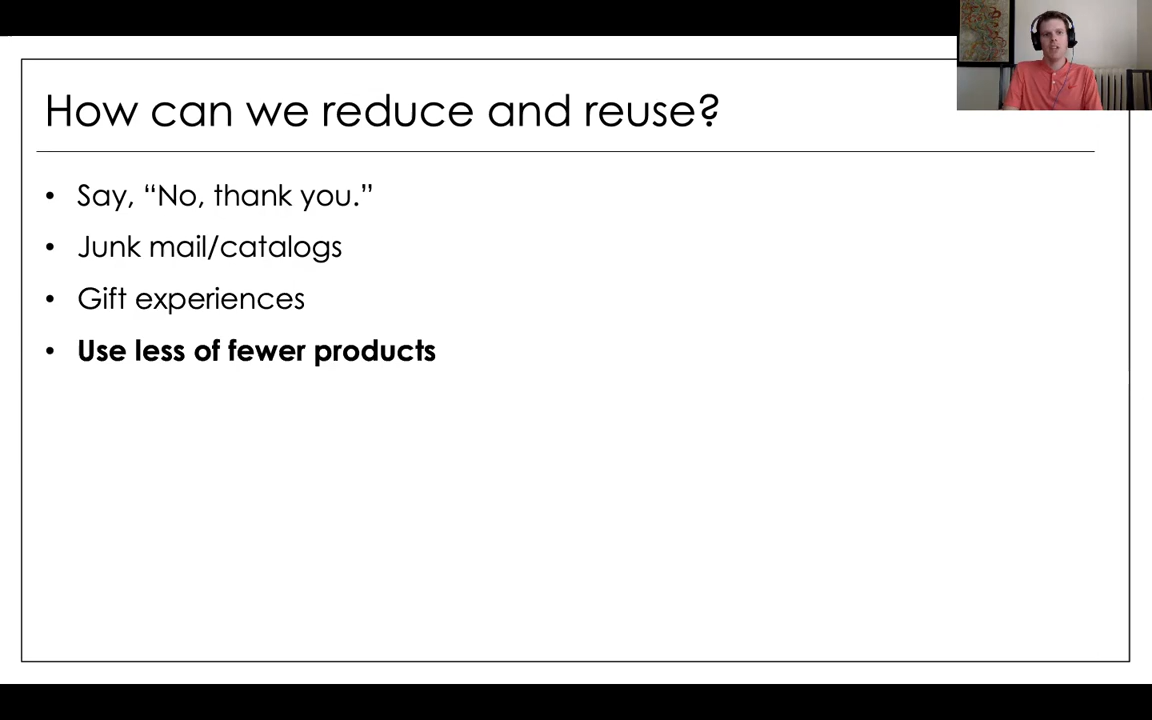 How can we reduce and reuse?
• Say, “No, thank you.”
• Junk mail/catalogs
• Gift experiences
• Use less of fewer products